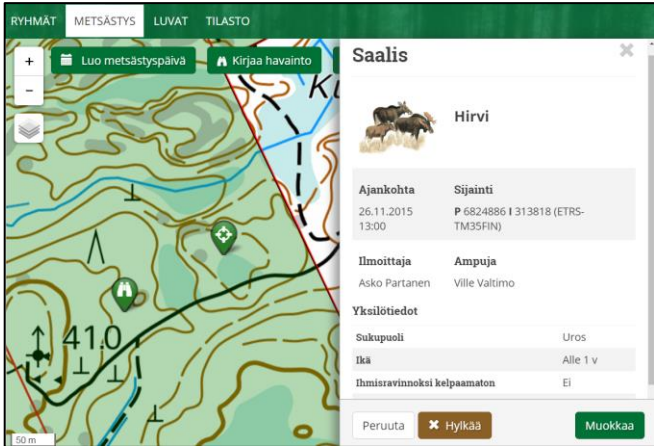 RYHMÄT METSÄSTYS LUVAT TILASTO
+
-
Luo metsästyspäivä
Kirjaa havainto
41.0
50 m
Saalis
Hirvi
Ajankohta Sijainti
26.11.2015 P 6824886 I 313818 (ETRS-
13:00 TM35FIN)
Ilmoittaja Ampuja
Asko Partanen Ville Valtimo
Yksilötiedot
Sukupuoli Uros
Ikä Alle 1 v
Ihmisravinnoksi kelpaamaton Ei
Peruuta Hylkää Muokkaa